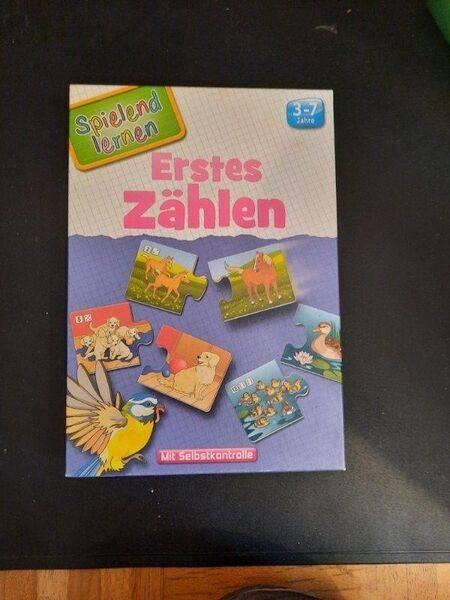 Spielend
lernen
3-7
Jahre
Erstes
Zählen
Mit Selbstkontrolle